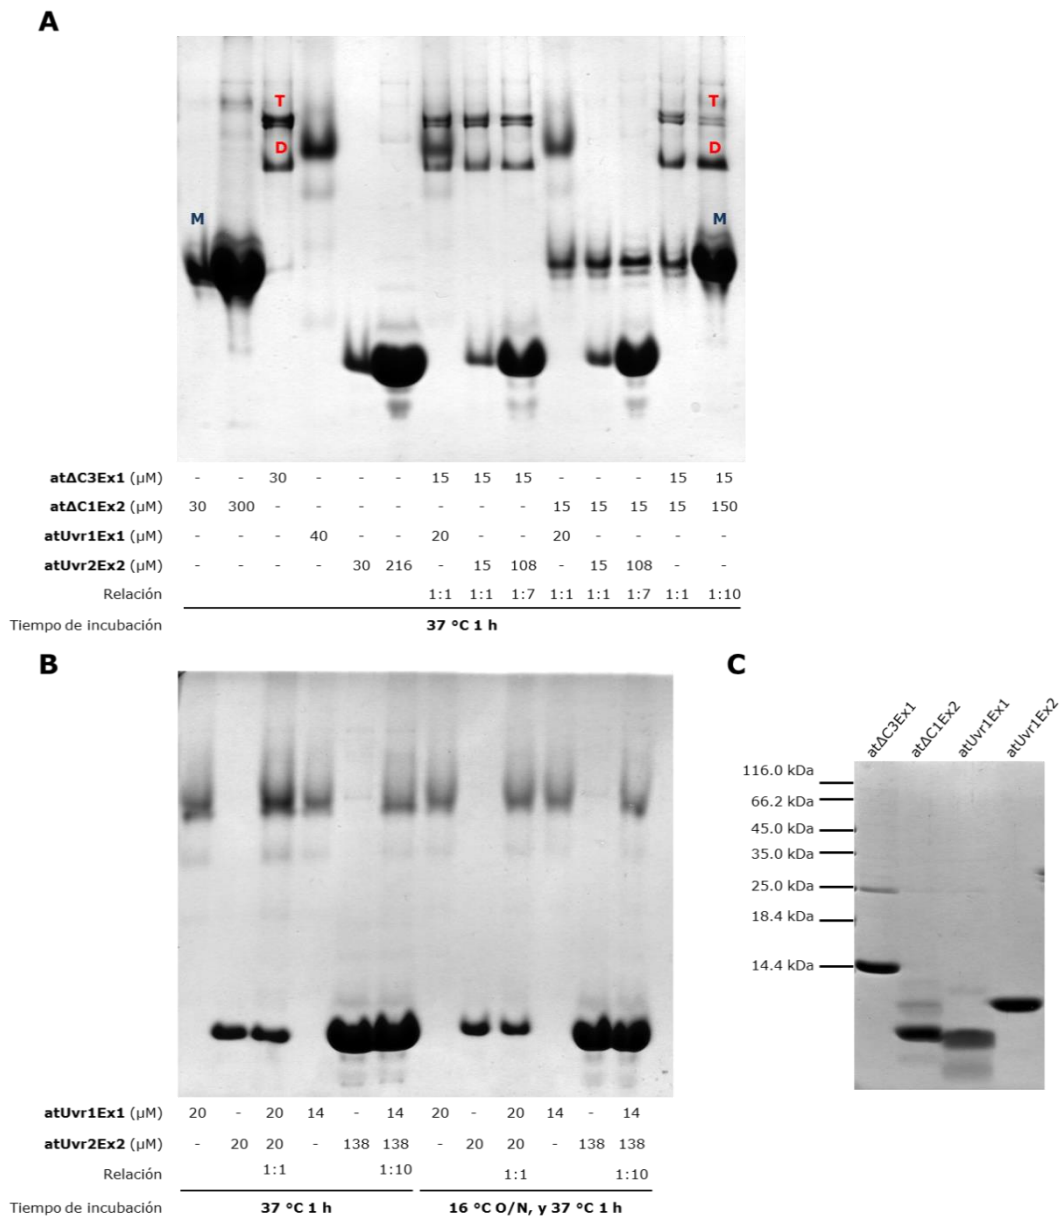 A
T
T
D
D
M
M
atΔC3Ex1 (µM) - - 30 - - - 15 15 15 - - - 15 15
atΔC1Ex2 (µM) 30 300 - - - - - - - 15 15 15 15 150
atUvr1Ex1 (µM) - - - 40 - - 20 - - 20 - - - -
atUvr2Ex2 (µM) - - - - 30 216 - 15 108 - 15 108 - -
Relación 1:1 1:1 1:7 1:1 1:1 1:7 1:1 1:10
Tiempo de incubación 37 °C 1 h
B
atUvr1Ex1 (µM) 20 - 20 14 - 14 20 - 20 14 - 14
atUvr2Ex2 (µM) - 20 20 - 138 138 - 20 20 - 138 138
Relación 1:1 1:10 1:1 1:10
Tiempo de incubación 37 °C 1 h 16 °C O/N, y 37 °C 1 h
C
atΔC3Ex1
atΔC1Ex2
atUvr1Ex1
atUvr1Ex2
116.0 kDa
66.2 kDa
45.0 kDa
35.0 kDa
25.0 kDa
18.4 kDa
14.4 kDa